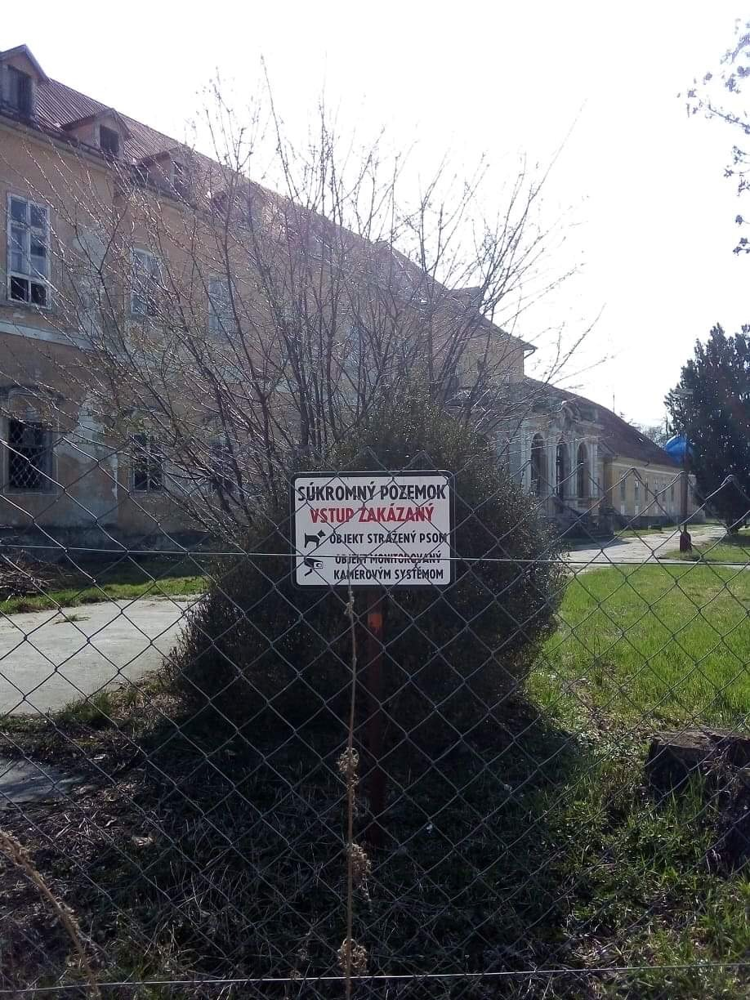 SÚKROMNÝ POZEMOK
VSTUP ZAKÁZANÝ
OBJEKT STRÁŽENÝ PSOM
OBJEKT MONITOROVANÝ
KAMEROVÝM SYSTÉMOM